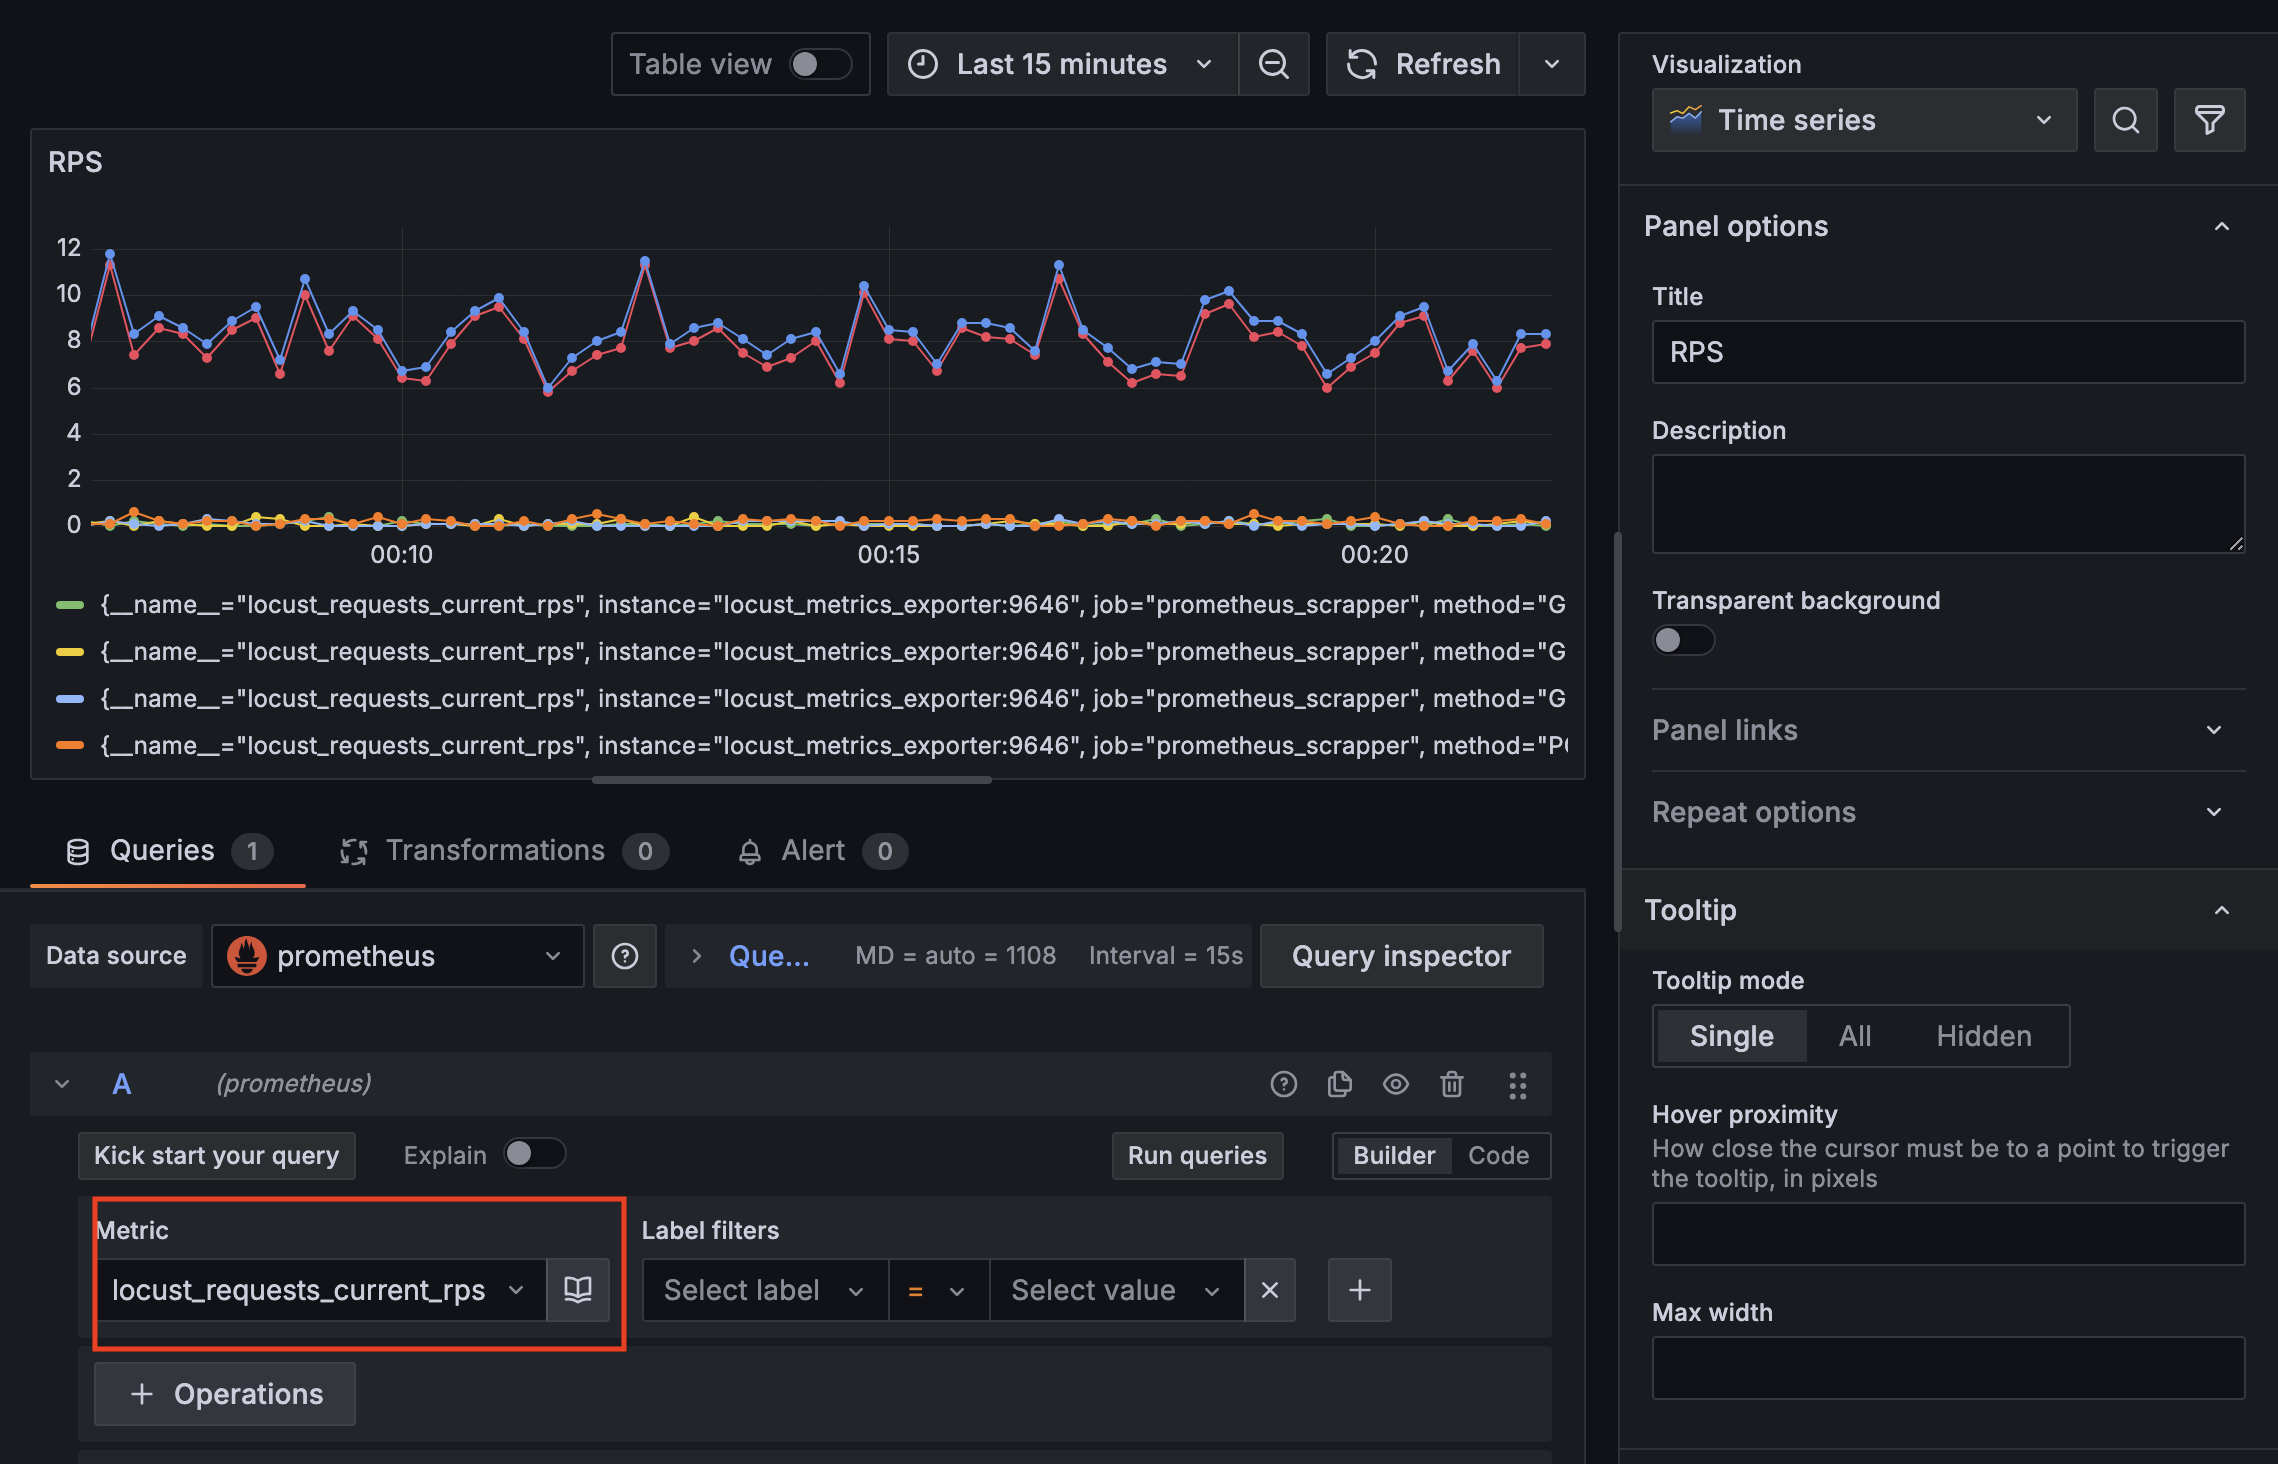 Table view
Last 15 minutes
Refresh
RPS
12
10
8
6
4
2
0
00:10 00:15 00:20
{__name__="locust_requests_current_rps", instance="locust_metrics_exporter:9646", job="prometheus_scrapper", method="G
{__name__="locust_requests_current_rps", instance="locust_metrics_exporter:9646", job="prometheus_scrapper", method="G
{__name__="locust_requests_current_rps", instance="locust_metrics_exporter:9646", job="prometheus_scrapper", method="G
{__name__="locust_requests_current_rps", instance="locust_metrics_exporter:9646", job="prometheus_scrapper", method="P
Queries 1 Transformations 0 Alert 0
Data source prometheus Que... MD = auto = 1108 Interval = 15s Query inspector
A (prometheus)
Kick start your query Explain Run queries Builder Code
Metric Label filters
locust_requests_current_rps Select label = Select value
+ Operations
Visualization
Time series
Panel options
Title
RPS
Description
Transparent background
Panel links
Repeat options
Tooltip
Tooltip mode
Single All Hidden
Hover proximity
How close the cursor must be to a point to trigger
the tooltip, in pixels
Max width